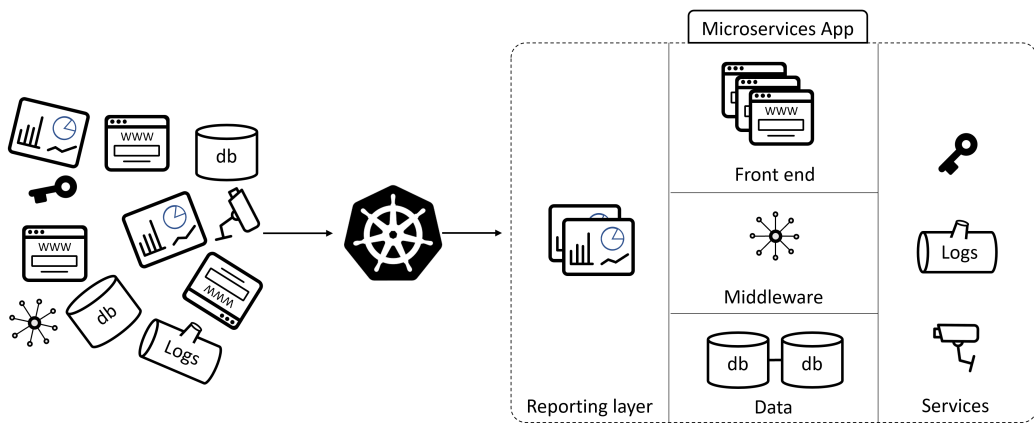 Microservices App
www
db
www
db
www
Logs
www
Front end
Middleware
db
db
Data
Reporting layer
Logs
Services